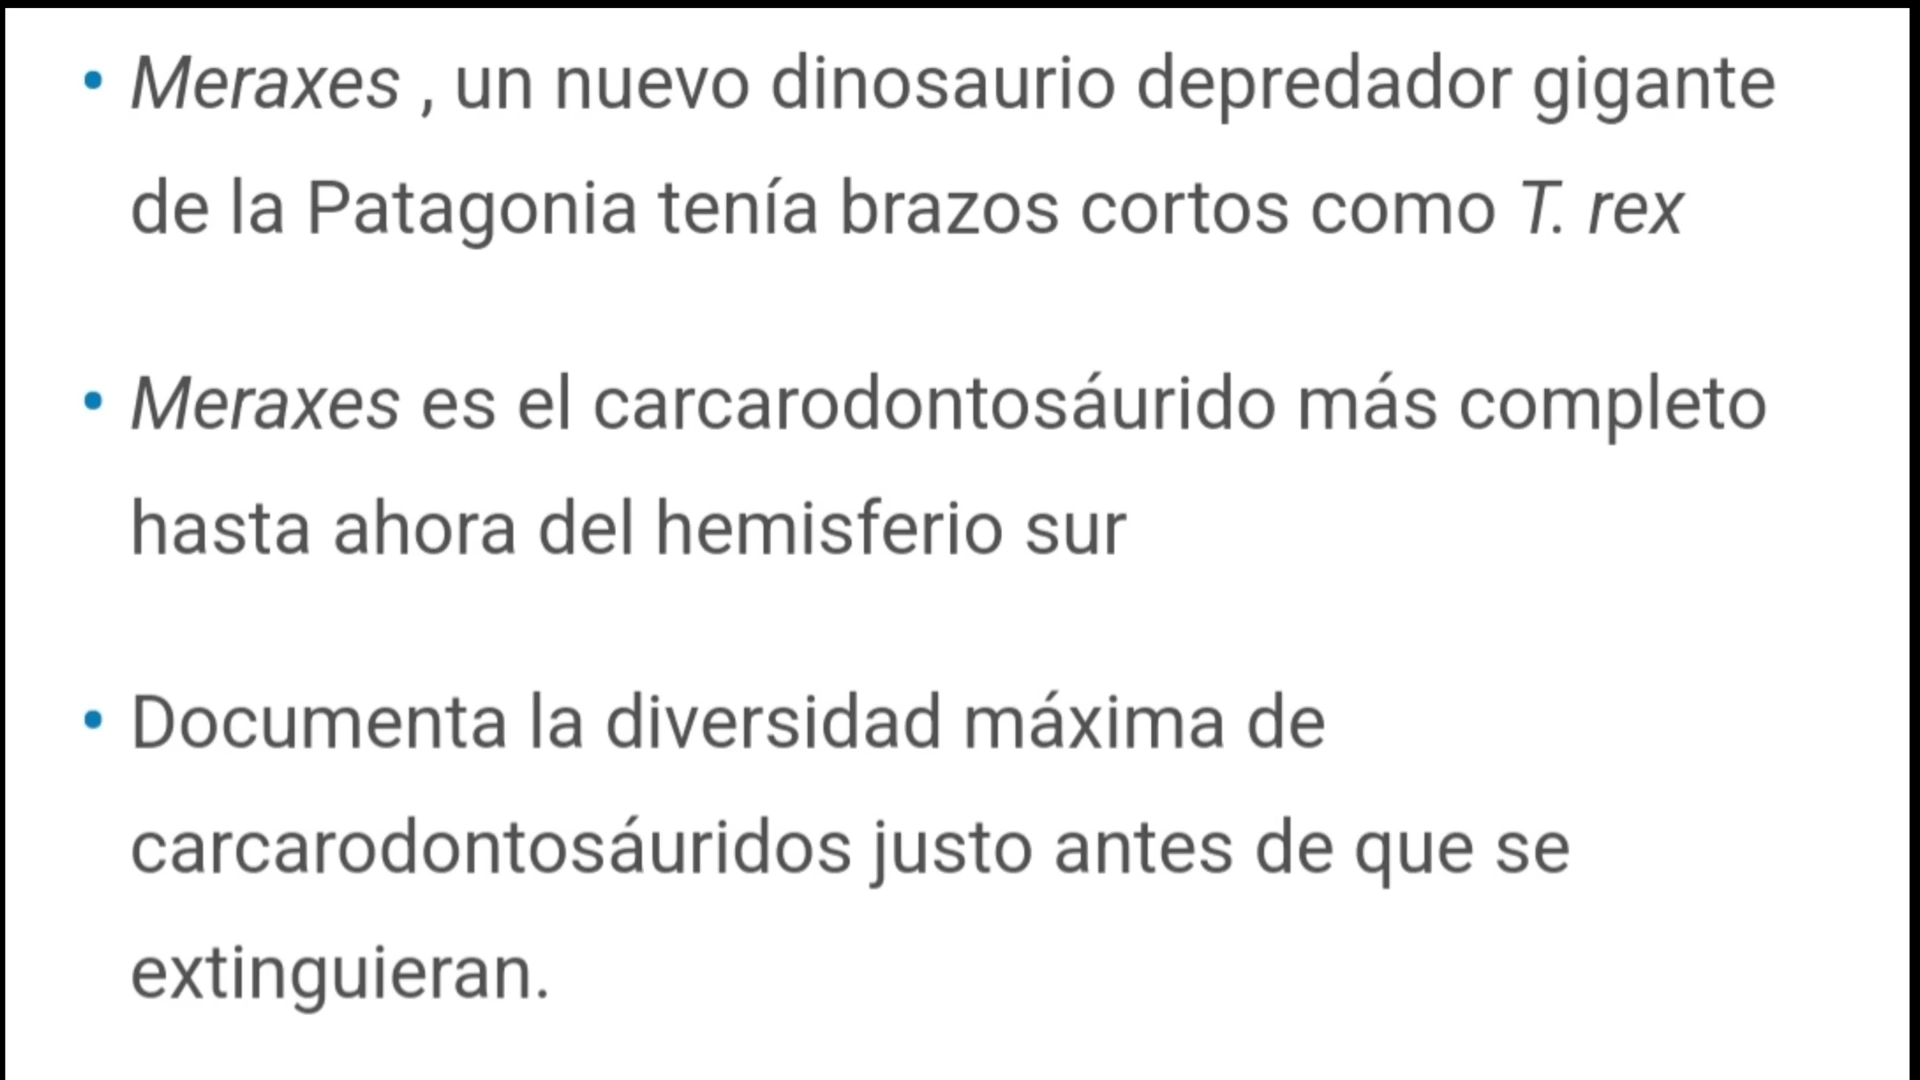 • Meraxes , un nuevo dinosaurio depredador gigante
de la Patagonia tenía brazos cortos como T. rex
• Meraxes es el carcarodontosáurido más completo
hasta ahora del hemisferio sur
• Documenta la diversidad máxima de
carcarodontosáuridos justo antes de que se
extinguieran.